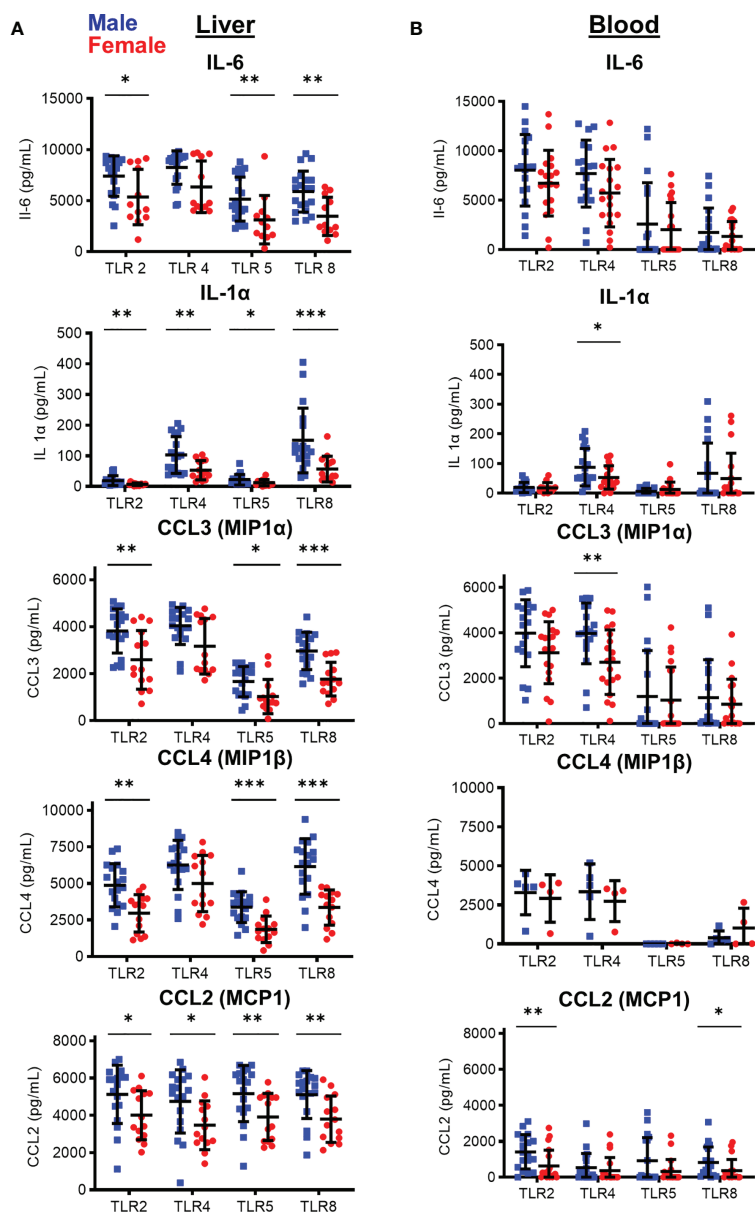 A
Male
Female
Liver
IL-6
* ** **
Il-6 (pg/mL)
15000
10000
5000
0
TLR 2 TLR 4 TLR 5 TLR 8
IL-1α
** ** * ***
IL 1α (pg/mL)
500
400
300
200
100
0
TLR2 TLR4 TLR5 TLR8
CCL3 (MIP1α)
** * ***
CCL3 (pg/mL)
6000
4000
2000
0
TLR2 TLR4 TLR5 TLR8
CCL4 (MIP1β)
** *** ***
CCL4 (pg/mL)
10000
7500
5000
2500
0
TLR2 TLR4 TLR5 TLR8
CCL2 (MCP1)
* * ** **
CCL2 (pg/mL)
8000
6000
4000
2000
0
TLR2 TLR4 TLR5 TLR8
B
Blood
IL-6
Il-6 (pg/mL)
15000
10000
5000
0
TLR2 TLR4 TLR5 TLR8
IL-1α
*
IL 1α (pg/mL)
500
400
300
200
100
0
TLR2 TLR4 TLR5 TLR8
CCL3 (MIP1α)
**
CCL3 (pg/mL)
6000
4000
2000
0
TLR2 TLR4 TLR5 TLR8
CCL4 (MIP1β)
CCL4 (pg/mL)
10000
7500
5000
2500
0
TLR2 TLR4 TLR5 TLR8
CCL2 (MCP1)
** *
CCL2 (pg/mL)
8000
6000
4000
2000
0
TLR2 TLR4 TLR5 TLR8